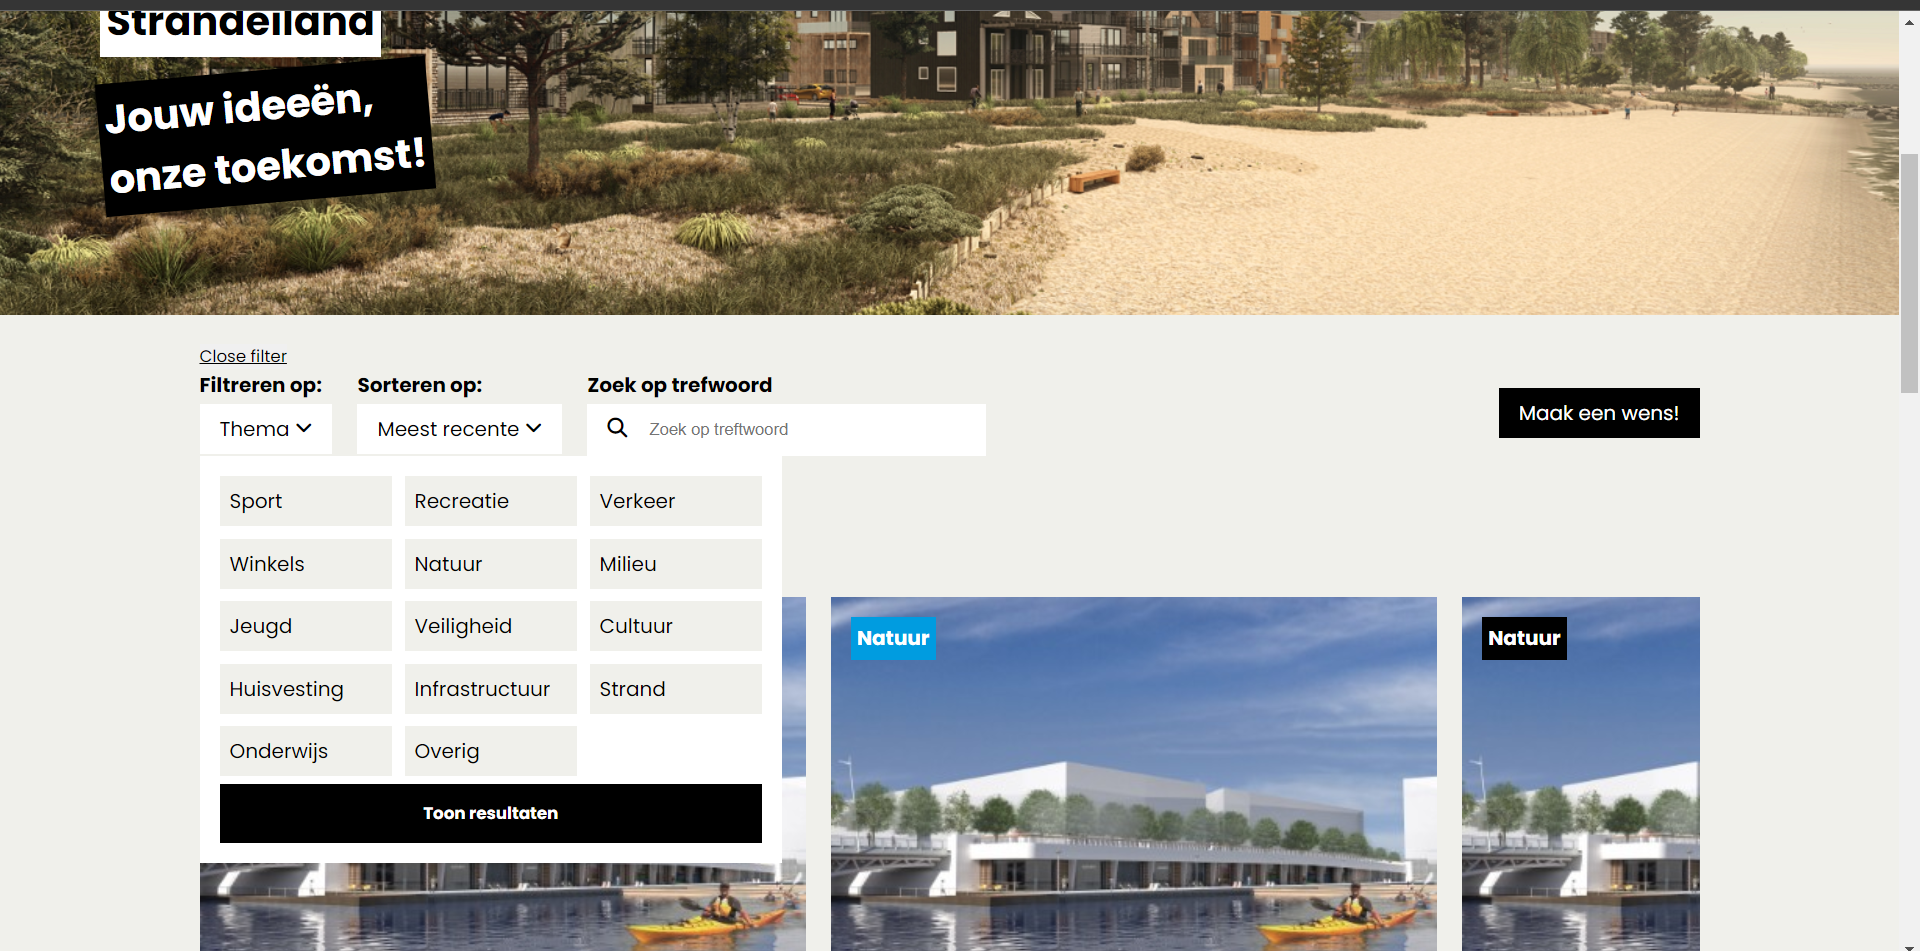 Strandeiland
Jouw ideeën,
onze toekomst!
Close filter
Filtreren op:
Sorteren op:
Zoek op trefwoord
Thema
Meest recente
Zoek op treftwoord
Maak een wens!
Sport
Recreatie
Verkeer
Winkels
Natuur
Milieu
Jeugd
Veiligheid
Cultuur
Huisvesting
Infrastructuur
Strand
Onderwijs
Overig
Toon resultaten
Natuur
Natuur